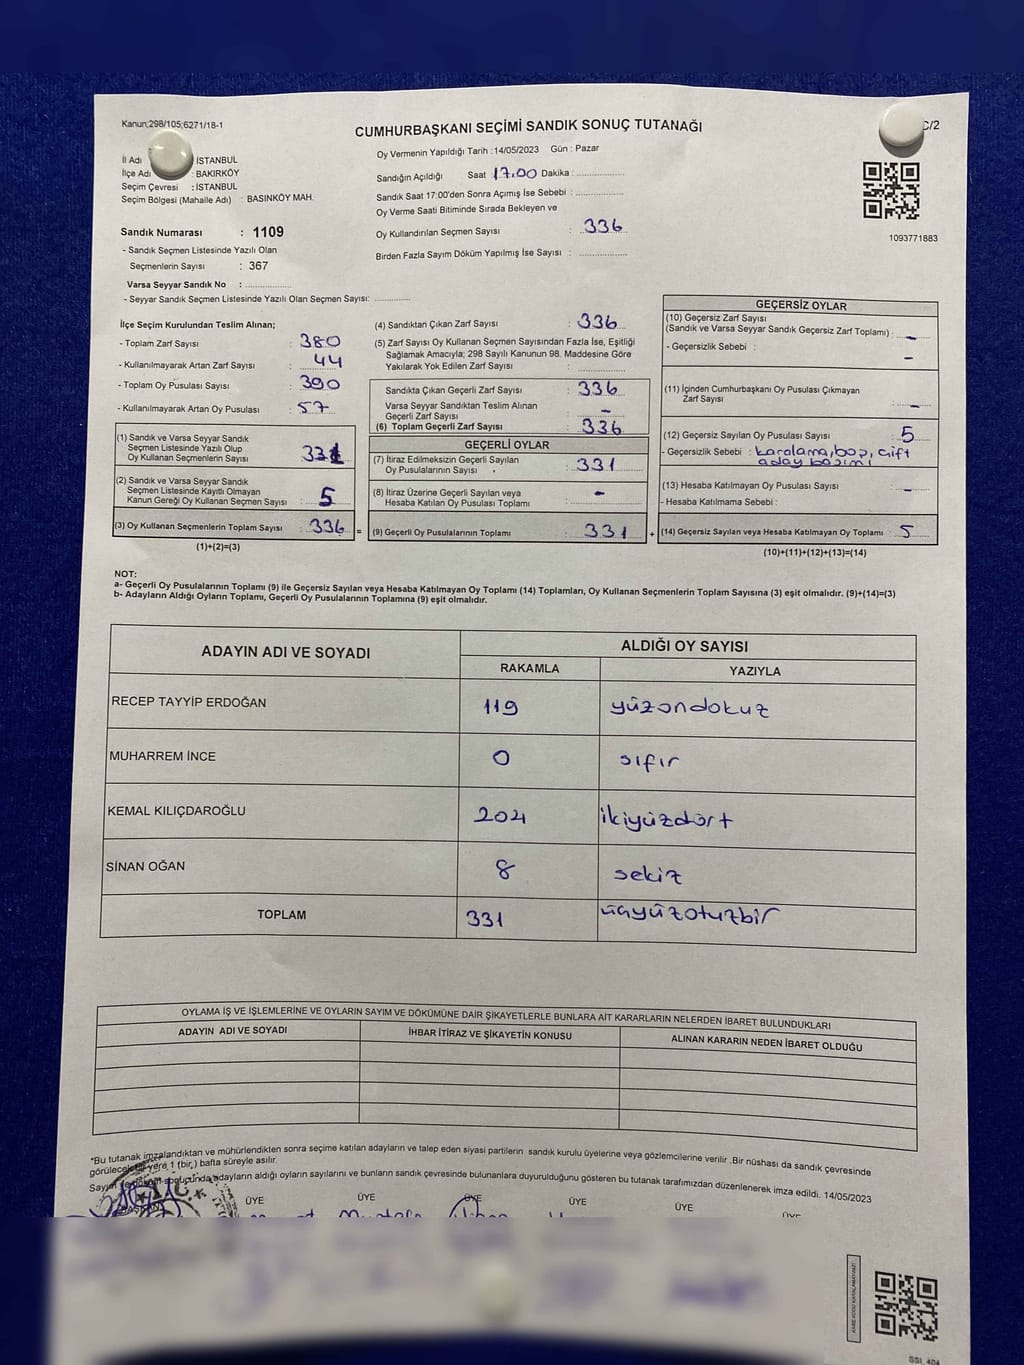 Kanun;298/105;6271/18-1
C/2
CUMHURBAŞKANI SEÇİMİ SANDIK SONUÇ TUTANAĞI
İl Adı İSTANBUL
İlçe Adı : BAKIRKÖY
Seçim Çevresi : İSTANBUL
Seçim Bölgesi (Mahalle Adı) : BASINKÖY MAH.
Oy Vermenin Yapıldığı Tarih : 14/05/2023 Gün : Pazar
Sandığın Açıldığı Saat 17.00 Dakika :
Sandık Saat 17:00'den Sonra Açımış İse Sebebi :
Oy Verme Saati Bitiminde Sırada Bekleyen ve
Oy Kullandırılan Seçmen Sayısı : 336
Birden Fazla Sayım Döküm Yapılmış İse Sayısı :
1093771883
Sandık Numarası : 1109
- Sandık Seçmen Listesinde Yazılı Olan
Seçmenlerin Sayısı : 367
Varsa Seyyar Sandık No :
- Seyyar Sandık Seçmen Listesinde Yazılı Olan Seçmen Sayısı:
İlçe Seçim Kurulundan Teslim Alınan;
- Toplam Zarf Sayısı : 380
- Kullanılmayarak Artan Zarf Sayısı : 44
- Toplam Oy Pusulası Sayısı : 390
- Kullanılmayarak Artan Oy Pusulası : 57
(1) Sandık ve Varsa Seyyar Sandık
Seçmen Listesinde Yazılı Olup
Oy Kullanan Seçmenlerin Sayısı : 331
(2) Sandık ve Varsa Seyyar Sandık
Seçmen Listesinde Kayıtlı Olmayan
Kanun Gereği Oy Kullanan Seçmen Sayısı : 5
(3) Oy Kullanan Seçmenlerin Toplam Sayısı : 336 =
(1)+(2)=(3)
(4) Sandıktan Çıkan Zarf Sayısı : 336
(5) Zarf Sayısı Oy Kullanan Seçmen Sayısından Fazla İse, Eşitliği
Sağlamak Amacıyla; 298 Sayılı Kanunun 98. Maddesine Göre
Yakılarak Yok Edilen Zarf Sayısı :
Sandıkta Çıkan Geçerli Zarf Sayısı : 336
Varsa Seyyar Sandıktan Teslim Alınan
Geçerli Zarf Sayısı : -
(6) Toplam Geçerli Zarf Sayısı : 336
GEÇERLİ OYLAR
(7) İtiraz Edilmeksizin Geçerli Sayılan
Oy Pusulalarının Sayısı : 331
(8) İtiraz Üzerine Geçerli Sayılan veya
Hesaba Katılan Oy Pusulaları Toplamı : -
(9) Geçerli Oy Pusulalarının Toplamı : 331 +
GEÇERSİZ OYLAR
(10) Geçersiz Zarf Sayısı
(Sandık ve Varsa Seyyar Sandık Geçersiz Zarf Toplamı) : -
- Geçersizlik Sebebi : -
(11) İçinden Cumhurbaşkanı Oy Pusulası Çıkmayan
Zarf Sayısı : -
(12) Geçersiz Sayılan Oy Pusulası Sayısı : 5
- Geçersizlik Sebebi : karalama, boş, çift
aday basımı
(13) Hesaba Katılmayan Oy Pusulası Sayısı : -
- Hesaba Katılmama Sebebi :
(14) Geçersiz Sayılan veya Hesaba Katılmayan Oy Toplamı : 5
(10)+(11)+(12)+(13)=(14)
NOT:
a- Geçerli Oy Pusulalarının Toplamı (9) ile Geçersiz Sayılan veya Hesaba Katılmayan Oy Toplamı (14) Toplamları, Oy Kullanan Seçmenlerin Toplam Sayısına (3) eşit olmalıdır. (9)+(14)=(3)
b- Adayların Aldığı Oyların Toplamı, Geçerli Oy Pusulalarının Toplamına (9) eşit olmalıdır.
ADAYIN ADI VE SOYADI ALDIĞI OY SAYISI
RAKAMLA YAZIYLA
RECEP TAYYİP ERDOĞAN 119 yüzondokuz
MUHARREM İNCE 0 sıfır
KEMAL KILIÇDAROĞLU 204 ikiyüzdört
SİNAN OĞAN 8 sekiz
TOPLAM 331 üçyüzotuzbir
OYLAMA İŞ VE İŞLEMLERİNE VE OYLARIN SAYIM VE DÖKÜMÜNE DAİR ŞİKAYETLERLE BUNLARA AİT KARARLARIN NELERDEN İBARET BULUNDUKLARI
ADAYIN ADI VE SOYADI İHBAR İTİRAZ VE ŞİKAYETİN KONUSU ALINAN KARARIN NEDEN İBARET OLDUĞU
*Bu tutanak imzalandıktan ve mühürlendikten sonra seçime katılan adayların ve talep eden siyasi partilerin sandık kurulu üyelerine veya gözlemcilerine verilir .Bir nüshası da sandık çevresinde
görülecek bir yere 1 (bir,) hafta süreyle asılır.
Sayım ve döküm sonucunda adayların aldığı oyların sayılarını ve bunların sandık çevresinde bulunanlara duyurulduğunu gösteren bu tutanak tarafımızdan düzenlenerek imza edildi. 14/05/2023
BAŞKAN ÜYE ÜYE ÜYE ÜYE ÜYE ÜYE